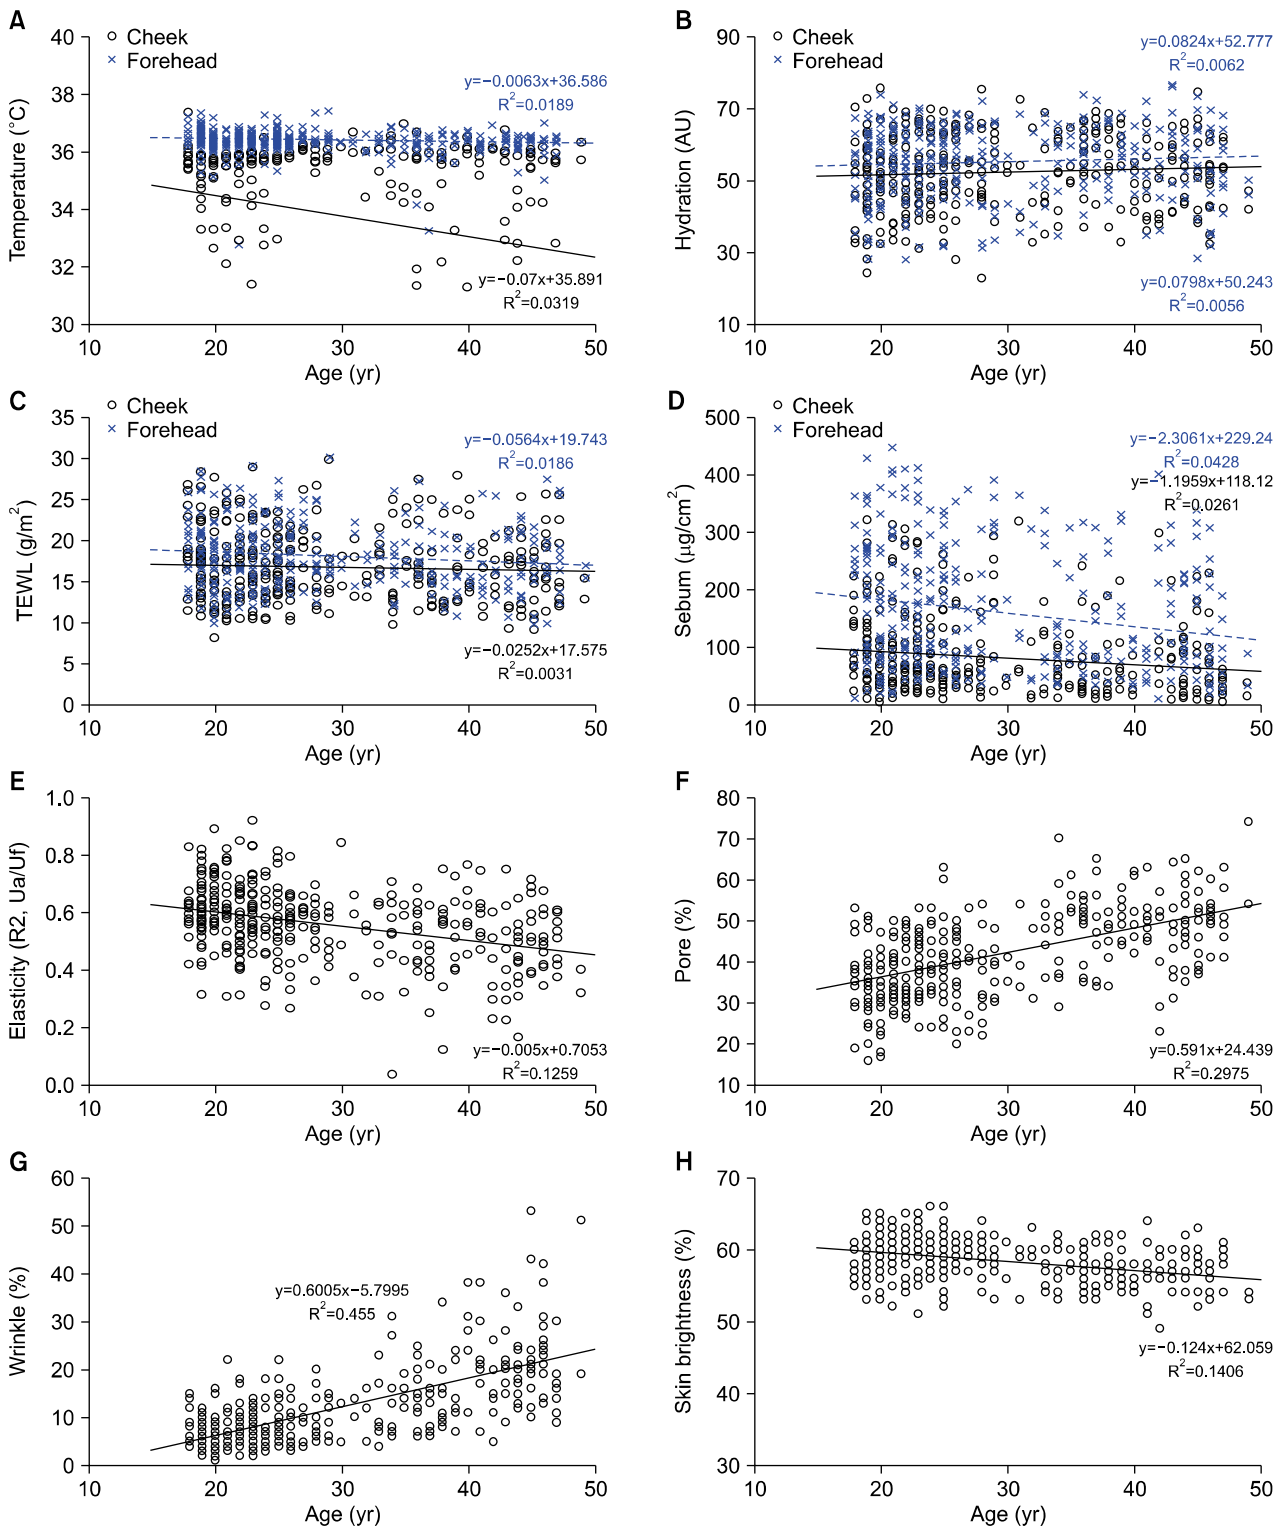 A
40
38
36
34
32
30
10 20 30 40 50
Temperature (°C)
Age (yr)
Cheek
Forehead
y=−0.0063x+36.586
R²=0.0189
y=−0.07x+35.891
R²=0.0319
B
90
70
50
30
10
10 20 30 40 50
Hydration (AU)
Age (yr)
Cheek
Forehead
y=0.0824x+52.777
R²=0.0062
y=0.0798x+50.243
R²=0.0056
C
35
30
25
20
15
10
5
0
10 20 30 40 50
TEWL (g/m²)
Age (yr)
Cheek
Forehead
y=−0.0564x+19.743
R²=0.0186
y=−0.0252x+17.575
R²=0.0031
D
500
400
300
200
100
0
10 20 30 40 50
Sebum (µg/cm²)
Age (yr)
Cheek
Forehead
y=−2.3061x+229.24
R²=0.0428
y=−1.1959x+118.12
R²=0.0261
E
1.0
0.8
0.6
0.4
0.2
0.0
10 20 30 40 50
Elasticity (R2, Ua/Uf)
Age (yr)
y=−0.005x+0.7053
R²=0.1259
F
80
70
60
50
40
30
20
10
10 20 30 40 50
Pore (%)
Age (yr)
y=0.591x+24.439
R²=0.2975
G
60
50
40
30
20
10
0
10 20 30 40 50
Wrinkle (%)
Age (yr)
y=0.6005x−5.7995
R²=0.455
H
70
60
50
40
30
10 20 30 40 50
Skin brightness (%)
Age (yr)
y=−0.124x+62.059
R²=0.1406